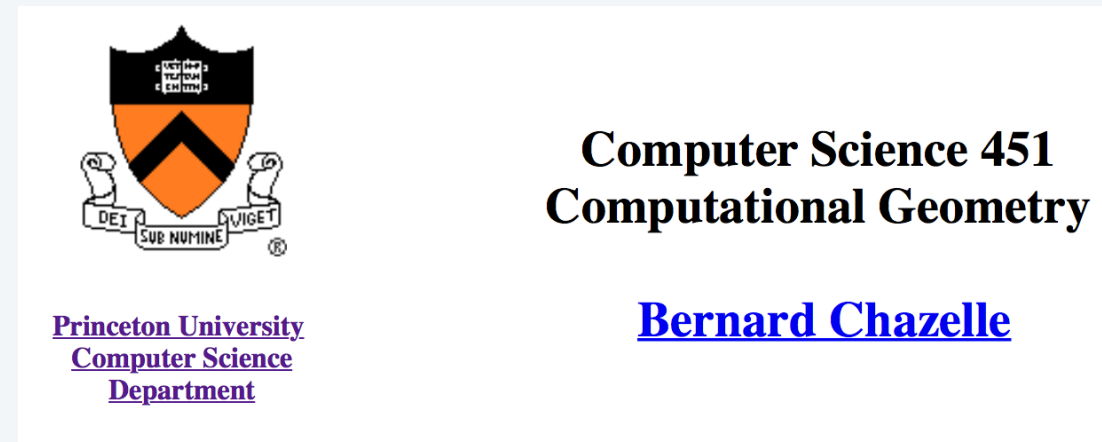 DEI
SUB NUMINE
VIGET
®
Princeton University
Computer Science
Department
Computer Science 451
Computational Geometry
Bernard Chazelle